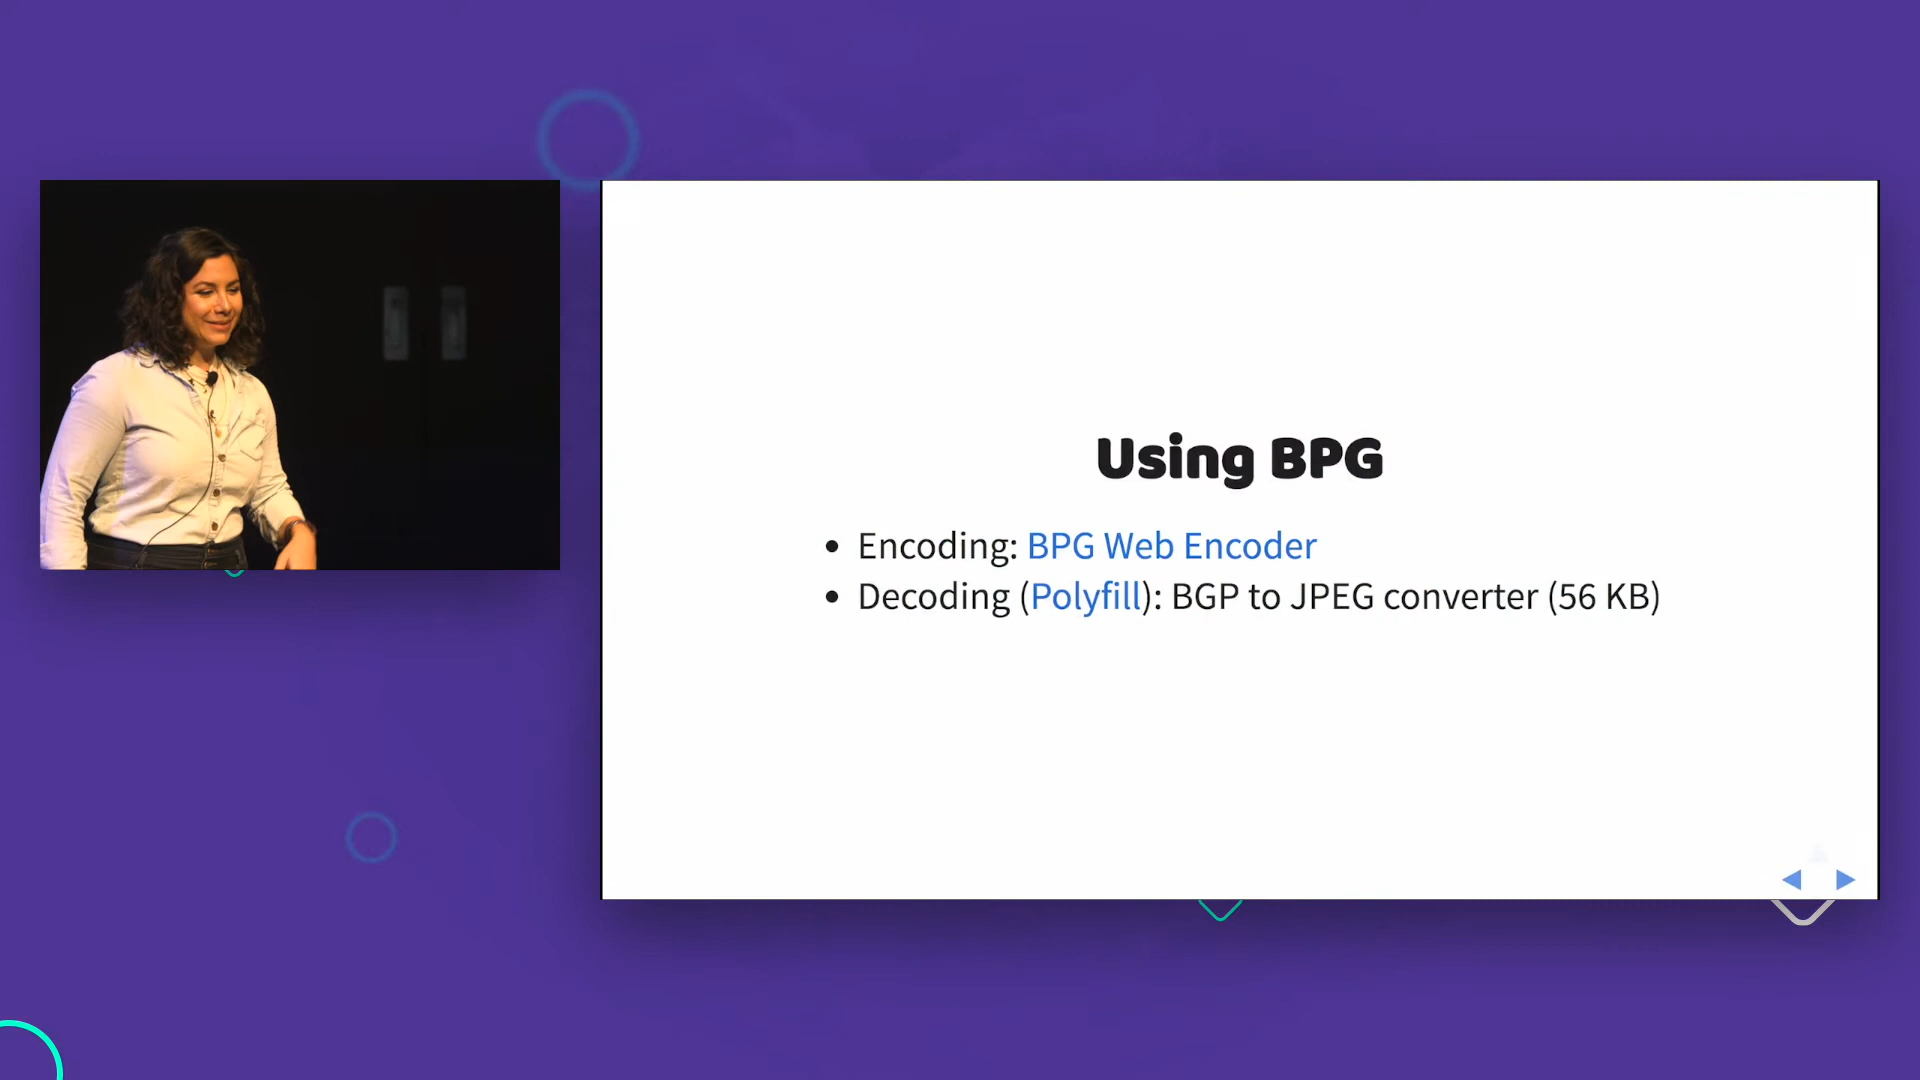 Using BPG
• Encoding: BPG Web Encoder
• Decoding (Polyfill): BGP to JPEG converter (56 KB)